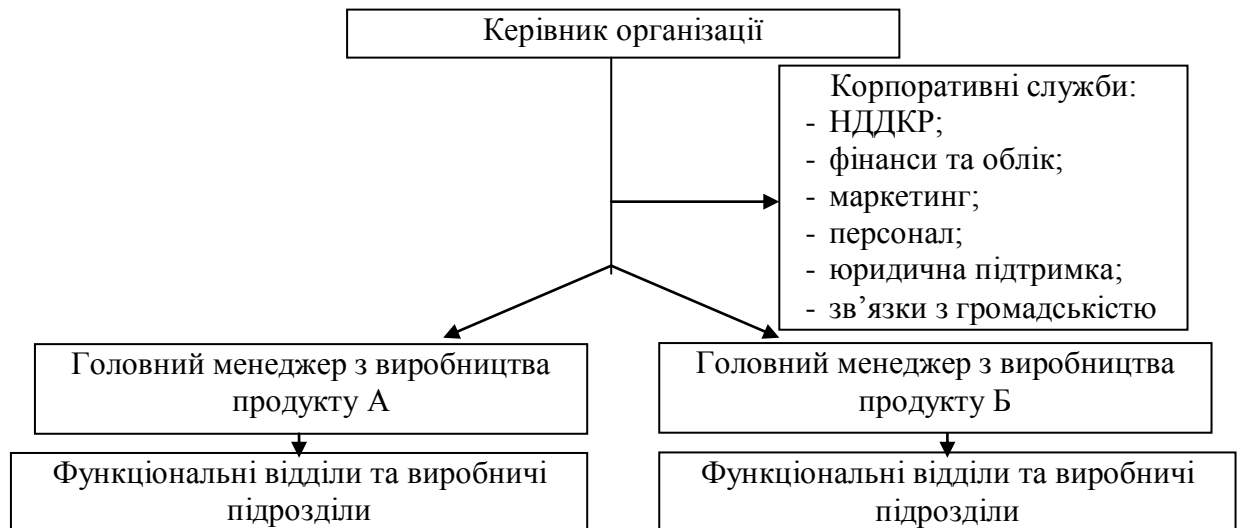 Керівник організації
Корпоративні служби:
- НДДКР;
- фінанси та облік;
- маркетинг;
- персонал;
- юридична підтримка;
- зв’язки з громадськістю
Головний менеджер з виробництва
продукту А
Головний менеджер з виробництва
продукту Б
Функціональні відділи та виробничі
підрозділи
Функціональні відділи та виробничі
підрозділи